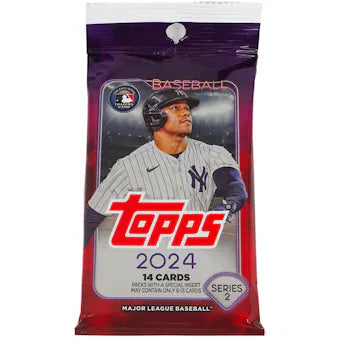 BASEBALL
Topps
2024
14 CARDS
PACKS WITH A SPECIAL INSERT
MAY CONTAIN ONLY 6-13 CARDS
SERIES
2
MAJOR LEAGUE BASEBALL®